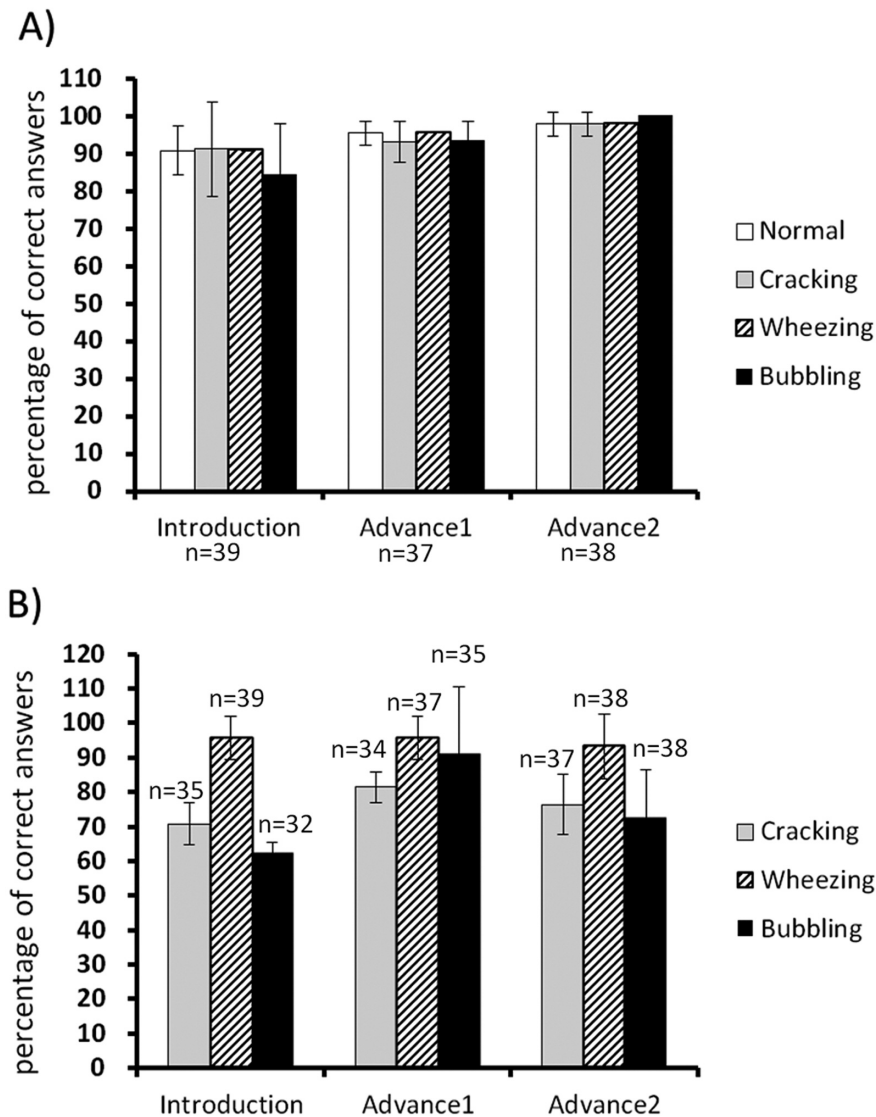 A)
percentage of correct answers
110
100
90
80
70
60
50
40
30
20
10
0
Introduction Advance1 Advance2
n=39 n=37 n=38
Normal
Cracking
Wheezing
Bubbling
B)
percentage of correct answers
120
110
100
90
80
70
60
50
40
30
20
10
0
n=35 n=39 n=32
n=34 n=37 n=35
n=37 n=38 n=38
Introduction Advance1 Advance2
Cracking
Wheezing
Bubbling